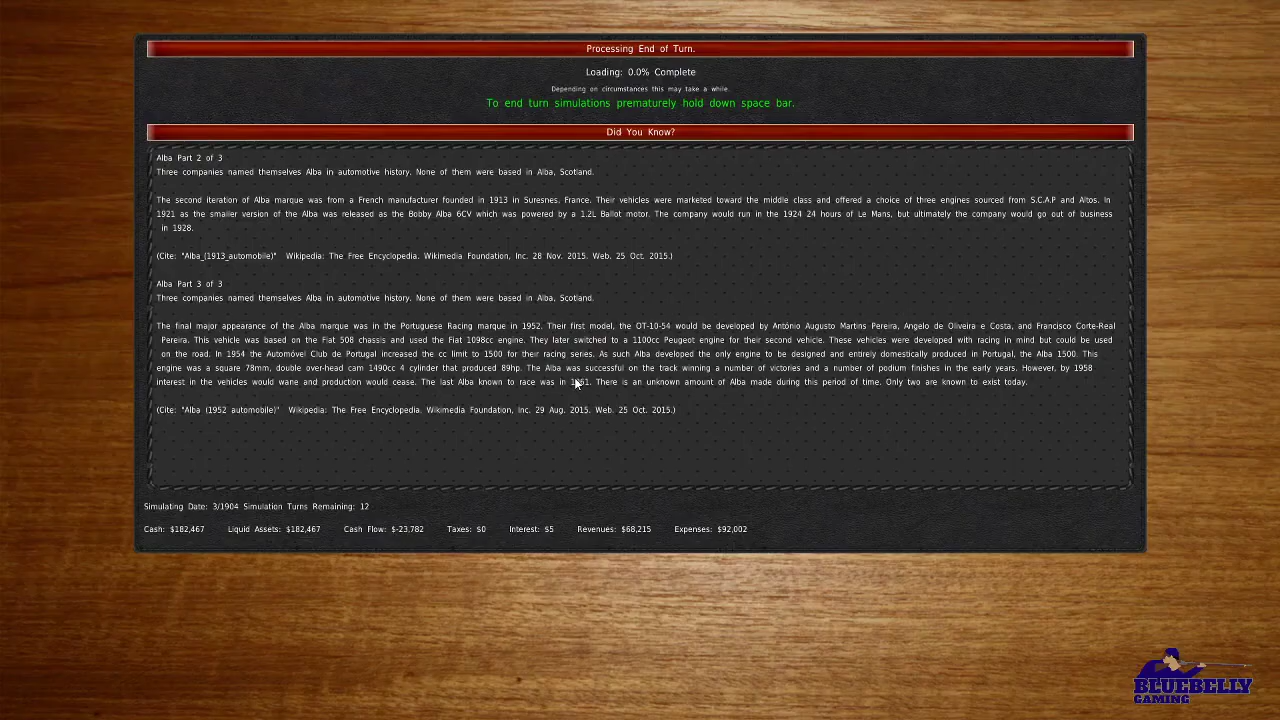 Processing End of Turn.
Loading: 0.0% Complete
Depending on circumstances this may take a while.
To end turn simulations prematurely hold down space bar.
Did You Know?
Alba Part 2 of 3
Three companies named themselves Alba in automotive history. None of them were based in Alba, Scotland.
The second iteration of Alba marque was from a French manufacturer founded in 1913 in Suresnes, France. Their vehicles were marketed toward the middle class and offered a choice of three engines sourced from S.C.A.P and Altos. In
1921 as the smaller version of the Alba was released as the Bobby Alba 6CV which was powered by a 1.2L Ballot motor. The company would run in the 1924 24 hours of Le Mans, but ultimately the company would go out of business
in 1928.
(Cite: "Alba_(1913_automobile)" Wikipedia: The Free Encyclopedia. Wikimedia Foundation, Inc. 28 Nov. 2015. Web. 25 Oct. 2015.)
Alba Part 3 of 3
Three companies named themselves Alba in automotive history. None of them were based in Alba, Scotland.
The final major appearance of the Alba marque was in the Portuguese Racing marque in 1952. Their first model, the OT-10-54 would be developed by António Augusto Martins Pereira, Angelo de Oliveira e Costa, and Francisco Corte-Real
Pereira. This vehicle was based on the Fiat 508 chassis and used the Fiat 1098cc engine. They later switched to a 1100cc Peugeot engine for their second vehicle. These vehicles were developed with racing in mind but could be used
on the road. In 1954 the Automóvel Club de Portugal increased the cc limit to 1500 for their racing series. As such Alba developed the only engine to be designed and entirely domestically produced in Portugal, the Alba 1500. This
engine was a square 78mm, double over-head cam 1490cc 4 cylinder that produced 89hp. The Alba was successful on the track winning a number of victories and a number of podium finishes in the early years. However, by 1958
interest in the vehicles would wane and production would cease. The last Alba known to race was in 1961. There is an unknown amount of Alba made during this period of time. Only two are known to exist today.
(Cite: "Alba (1952 automobile)" Wikipedia: The Free Encyclopedia. Wikimedia Foundation, Inc. 29 Aug. 2015. Web. 25 Oct. 2015.)
Simulating Date: 3/1904 Simulation Turns Remaining: 12
Cash: $182,467 Liquid Assets: $182,467 Cash Flow: $-23,782 Taxes: $0 Interest: $5 Revenues: $68,215 Expenses: $92,002
BLUEBELLY
GAMING